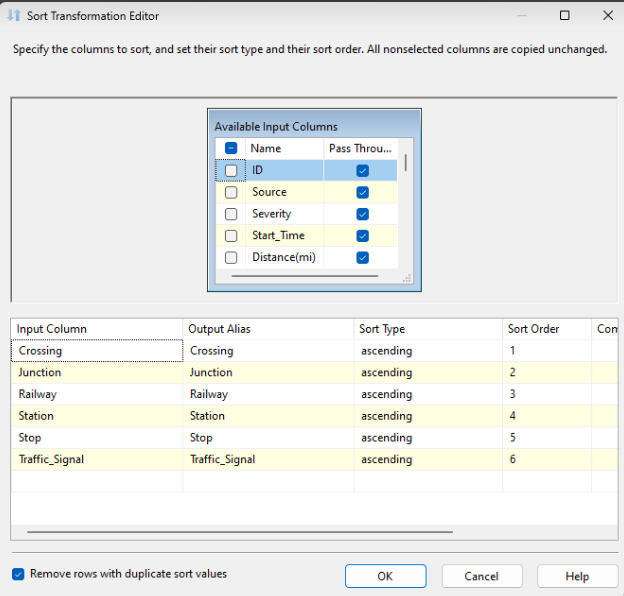 Sort Transformation Editor
Specify the columns to sort, and set their sort type and their sort order. All nonselected columns are copied unchanged.
Available Input Columns
Name Pass Throu...
ID
Source
Severity
Start_Time
Distance(mi)
Input Column Output Alias Sort Type Sort Order Com
Crossing Crossing ascending 1
Junction Junction ascending 2
Railway Railway ascending 3
Station Station ascending 4
Stop Stop ascending 5
Traffic_Signal Traffic_Signal ascending 6
Remove rows with duplicate sort values OK Cancel Help